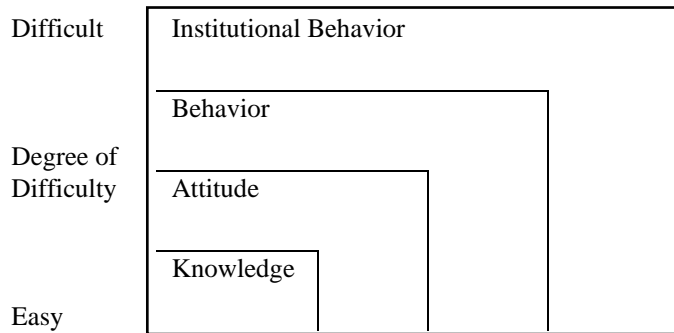 Difficult
Institutional Behavior
Behavior
Degree of
Difficulty
Attitude
Knowledge
Easy